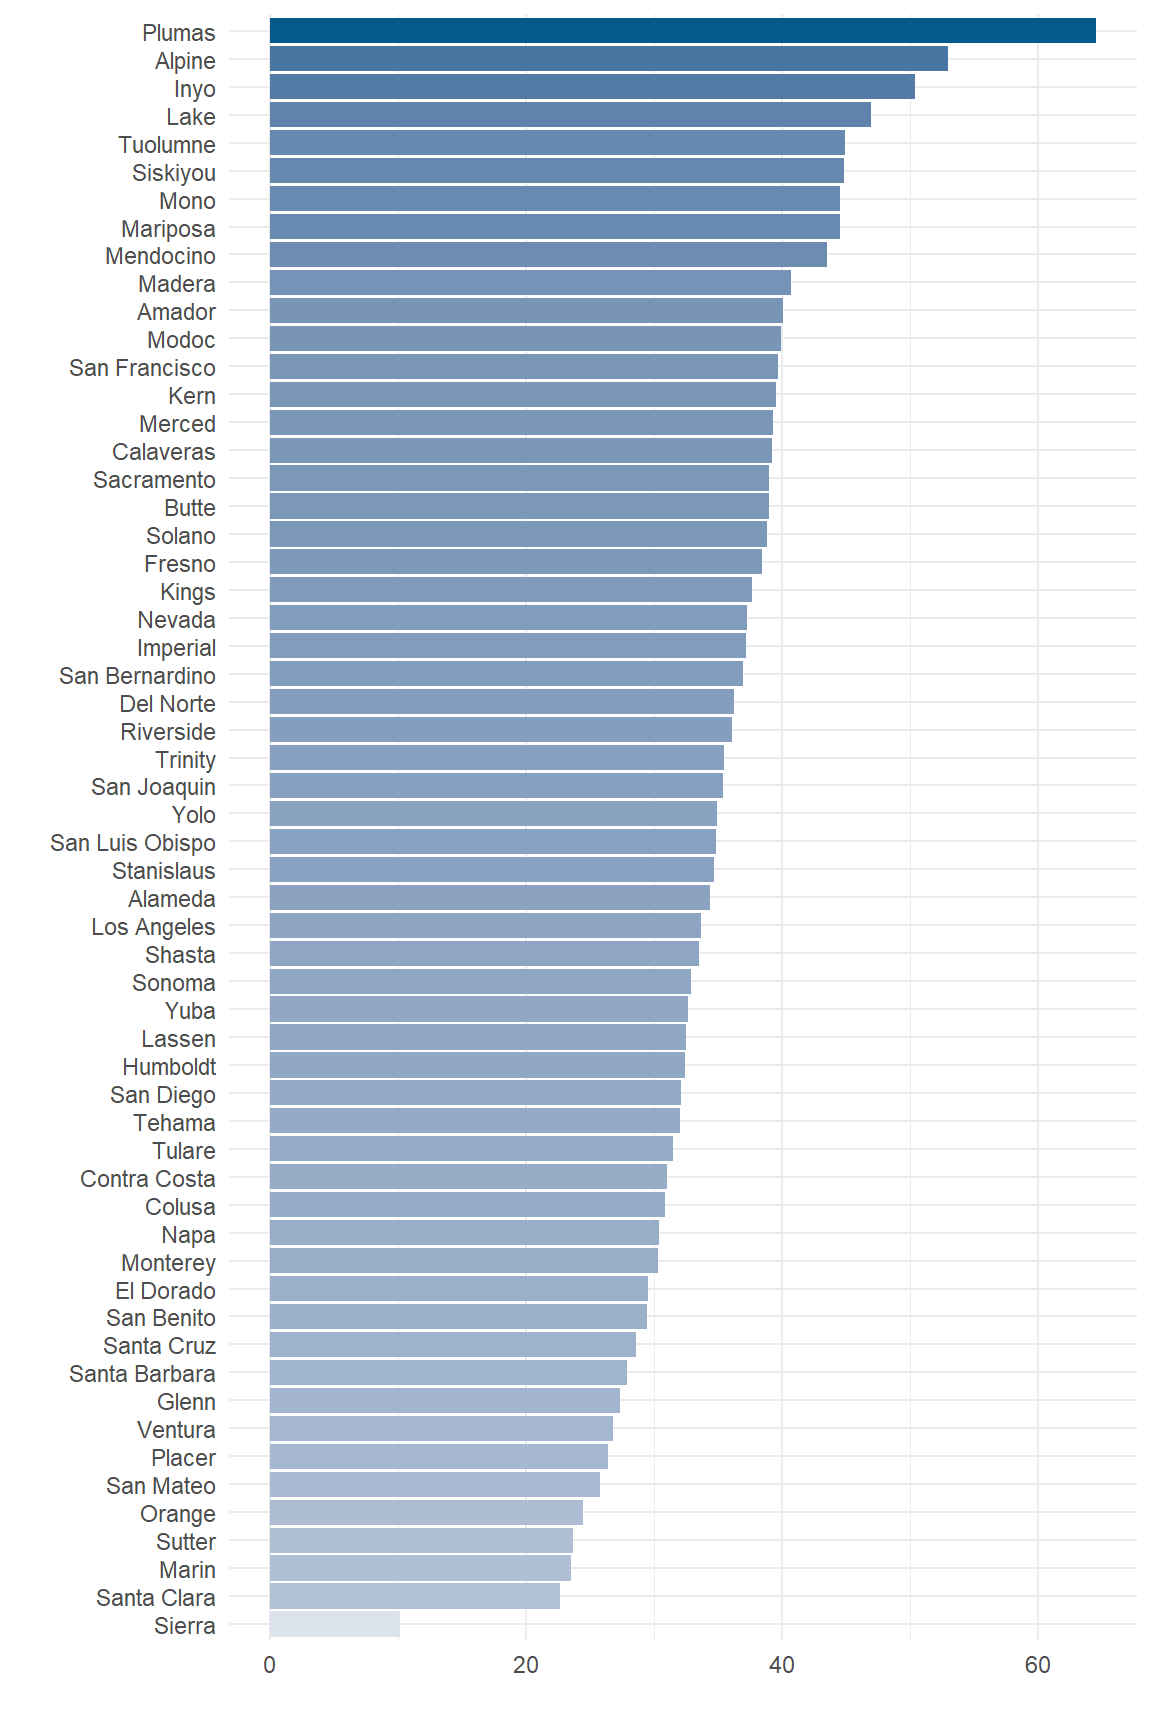 Plumas
Alpine
Inyo
Lake
Tuolumne
Siskiyou
Mono
Mariposa
Mendocino
Madera
Amador
Modoc
San Francisco
Kern
Merced
Calaveras
Sacramento
Butte
Solano
Fresno
Kings
Nevada
Imperial
San Bernardino
Del Norte
Riverside
Trinity
San Joaquin
Yolo
San Luis Obispo
Stanislaus
Alameda
Los Angeles
Shasta
Sonoma
Yuba
Lassen
Humboldt
San Diego
Tehama
Tulare
Contra Costa
Colusa
Napa
Monterey
El Dorado
San Benito
Santa Cruz
Santa Barbara
Glenn
Ventura
Placer
San Mateo
Orange
Sutter
Marin
Santa Clara
Sierra
0 20 40 60